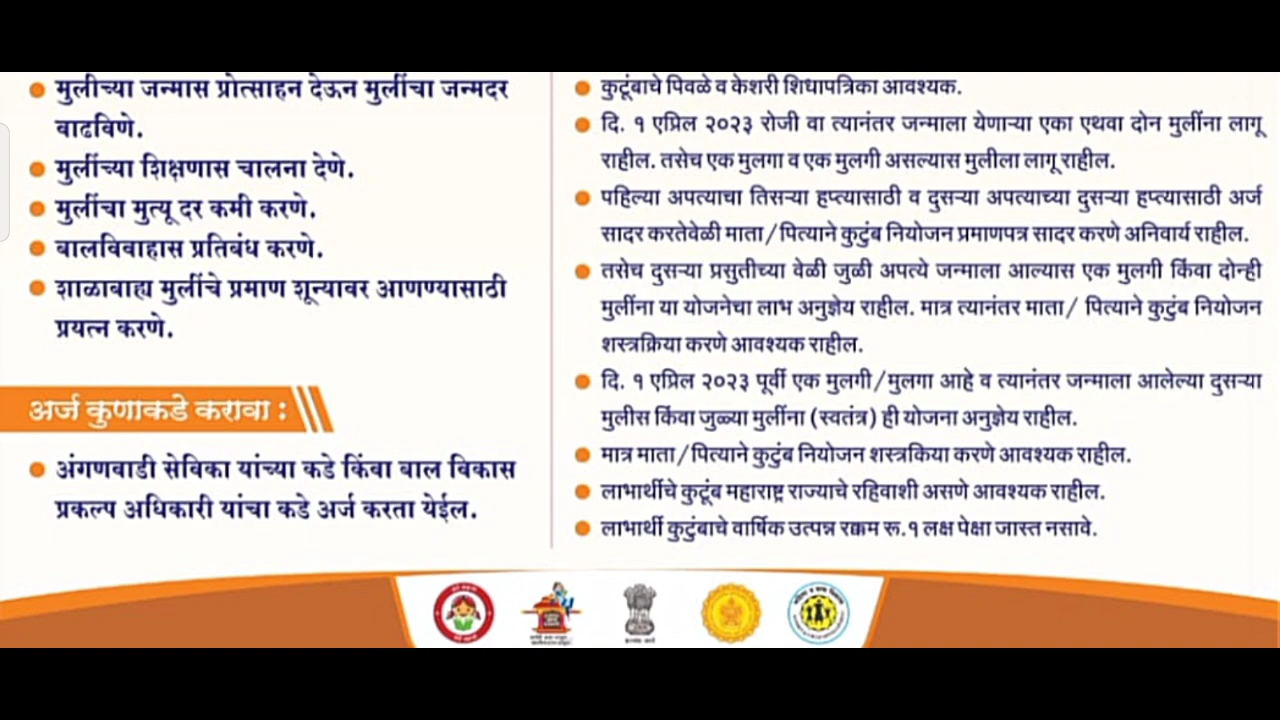 मुलीच्या जन्मास प्रोत्साहन देऊन मुलींचा जन्मदर
वाढविणे.
मुलींच्या शिक्षणास चालना देणे.
मुलींचा मुत्यू दर कमी करणे.
बालविवाहास प्रतिबंध करणे.
शाळाबाह्य मुलींचे प्रमाण शून्यावर आणण्यासाठी
प्रयत्न करणे.
अर्ज कुणाकडे करावा :
अंगणवाडी सेविका यांच्या कडे किंवा बाल विकास
प्रकल्प अधिकारी यांचा कडे अर्ज करता येईल.
कुटूंबाचे पिवळे व केशरी शिधापत्रिका आवश्यक.
दि. १ एप्रिल २०२३ रोजी वा त्यानंतर जन्माला येणाऱ्या एका एथवा दोन मुलींना लागू
राहील. तसेच एक मुलगा व एक मुलगी असल्यास मुलीला लागू राहील.
पहिल्या अपत्याचा तिसऱ्या हप्त्यासाठी व दुसऱ्या अपत्याच्या दुसऱ्या हप्त्यासाठी अर्ज
सादर करतेवेळी माता/पित्याने कुटुंब नियोजन प्रमाणपत्र सादर करणे अनिवार्य राहील.
तसेच दुसऱ्या प्रसुतीच्या वेळी जुळी अपत्ये जन्माला आल्यास एक मुलगी किंवा दोन्ही
मुलींना या योजनेचा लाभ अनुज्ञेय राहील. मात्र त्यानंतर माता/ पित्याने कुटुंब नियोजन
शस्त्रक्रिया करणे आवश्यक राहील.
दि. १ एप्रिल २०२३ पूर्वी एक मुलगी/मुलगा आहे व त्यानंतर जन्माला आलेल्या दुसऱ्या
मुलीस किंवा जुळ्या मुलींना (स्वतंत्र) ही योजना अनुज्ञेय राहील.
मात्र माता/पित्याने कुटुंब नियोजन शस्त्रकिया करणे आवश्यक राहील.
लाभार्थीचे कुटूंब महाराष्ट्र राज्याचे रहिवाशी असणे आवश्यक राहील.
लाभार्थी कुटुंबाचे वार्षिक उत्पन्न रक्कम रू.१ लक्ष पेक्षा जास्त नसावे.